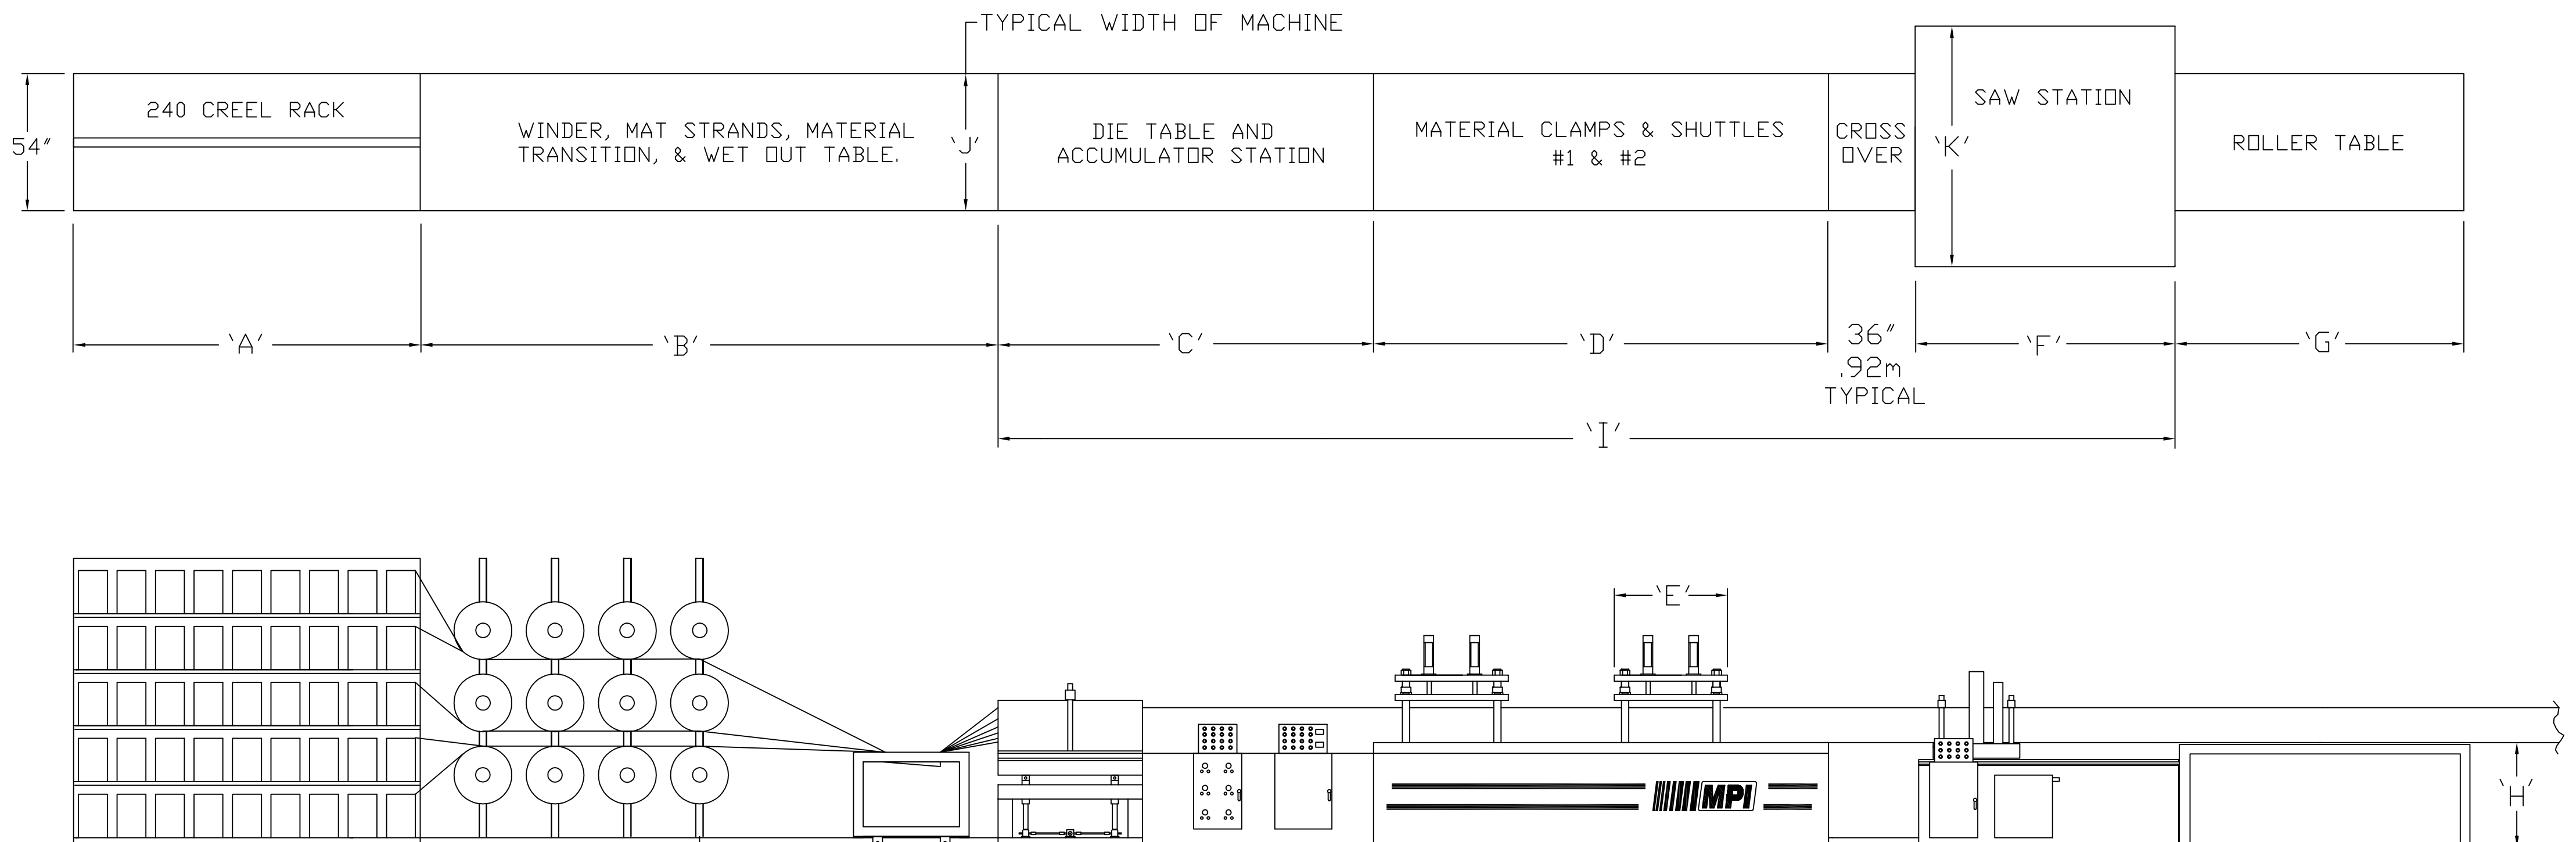 TYPICAL WIDTH OF MACHINE
54"
240 CREEL RACK
WINDER, MAT STRANDS, MATERIAL
TRANSITION, & WET OUT TABLE.
'J'
DIE TABLE AND
ACCUMULATOR STATION
MATERIAL CLAMPS & SHUTTLES
#1 & #2
CROSS
OVER
'K'
SAW STATION
ROLLER TABLE
'A'
'B'
'C'
'D'
36"
.92m
TYPICAL
'F'
'G'
'I'
'E'
MPI
'H'